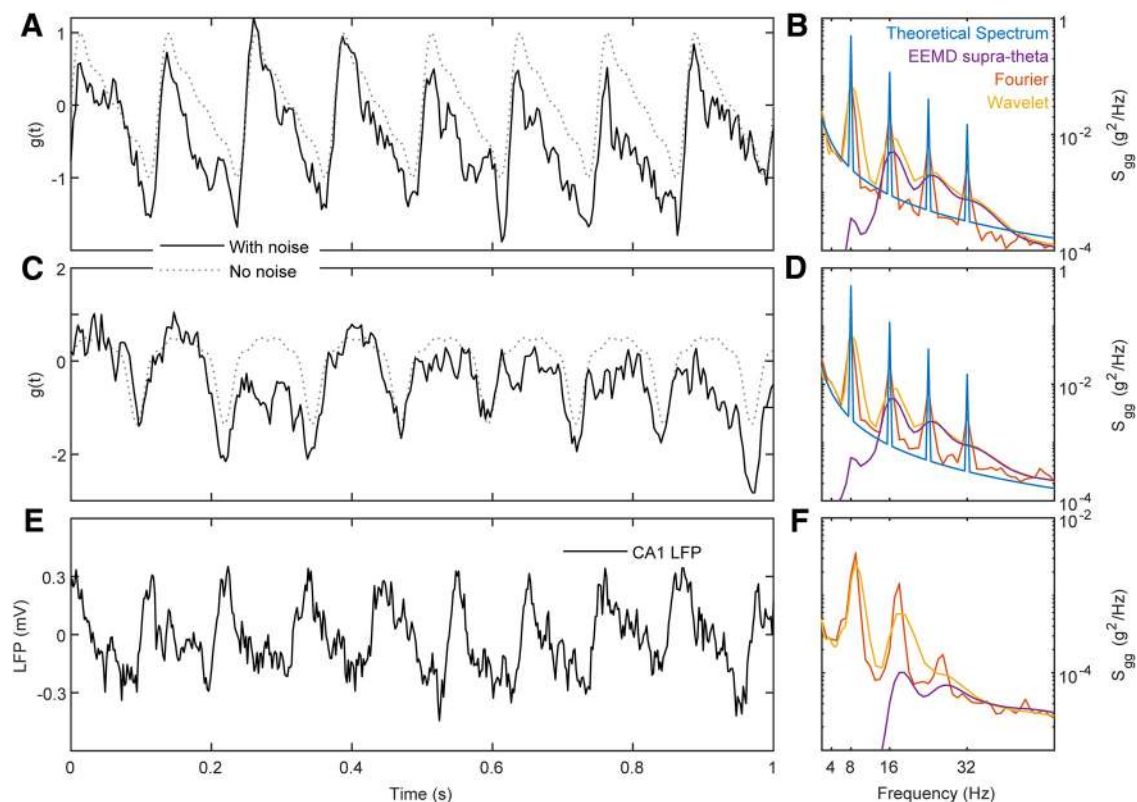 A
1
0
-1
g(t)
With noise
No noise
B
Theoretical Spectrum
EEMD supra-theta
Fourier
Wavelet
1
10^-2
10^-4
S_gg (g^2/Hz)
C
2
0
-2
g(t)
D
1
10^-2
10^-4
S_gg (g^2/Hz)
E
CA1 LFP
0.3
0
-0.3
LFP (mV)
0
0.2
0.4
0.6
0.8
1
Time (s)
F
10^-2
10^-4
S_gg (g^2/Hz)
4
8
16
32
Frequency (Hz)